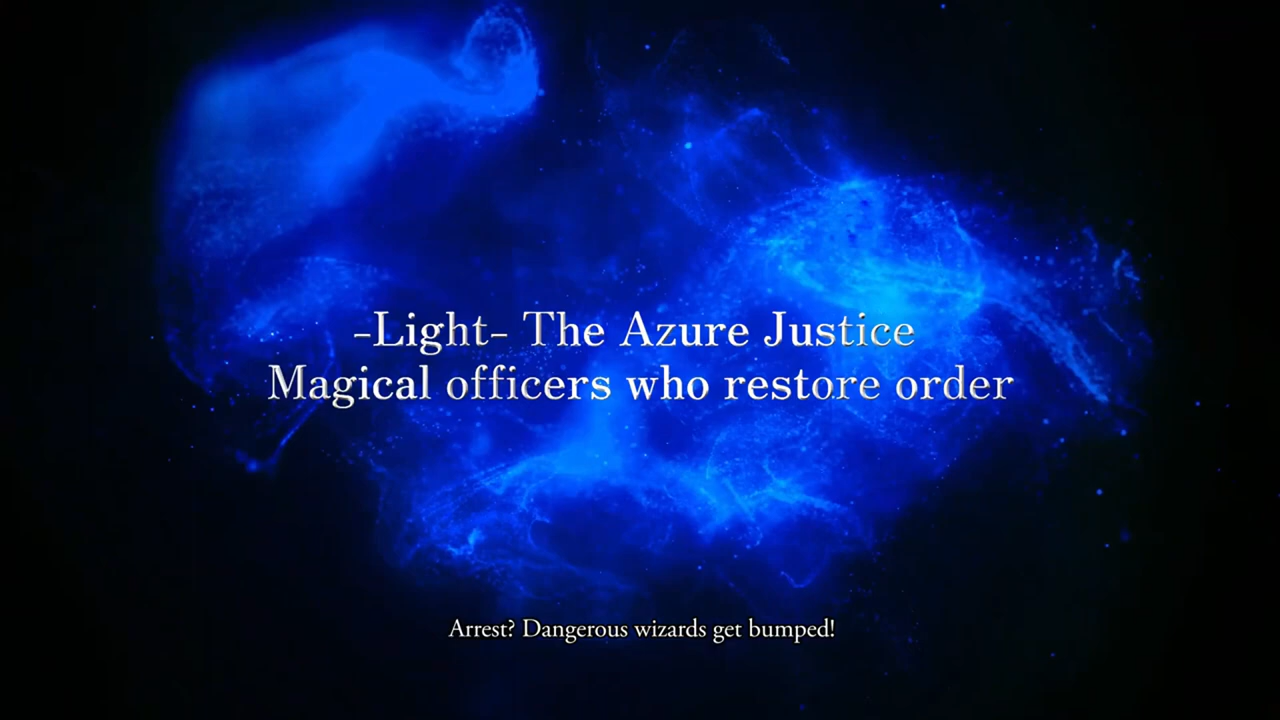 -Light- The Azure Justice
Magical officers who restore order
Arrest? Dangerous wizards get bumped!